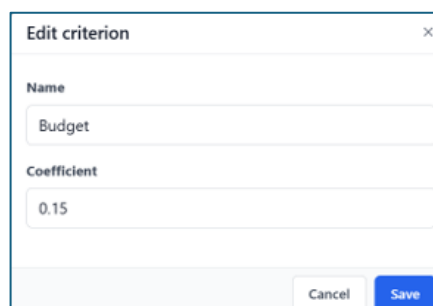 Edit criterion ×
Name
Budget
Coefficient
0.15
Cancel Save